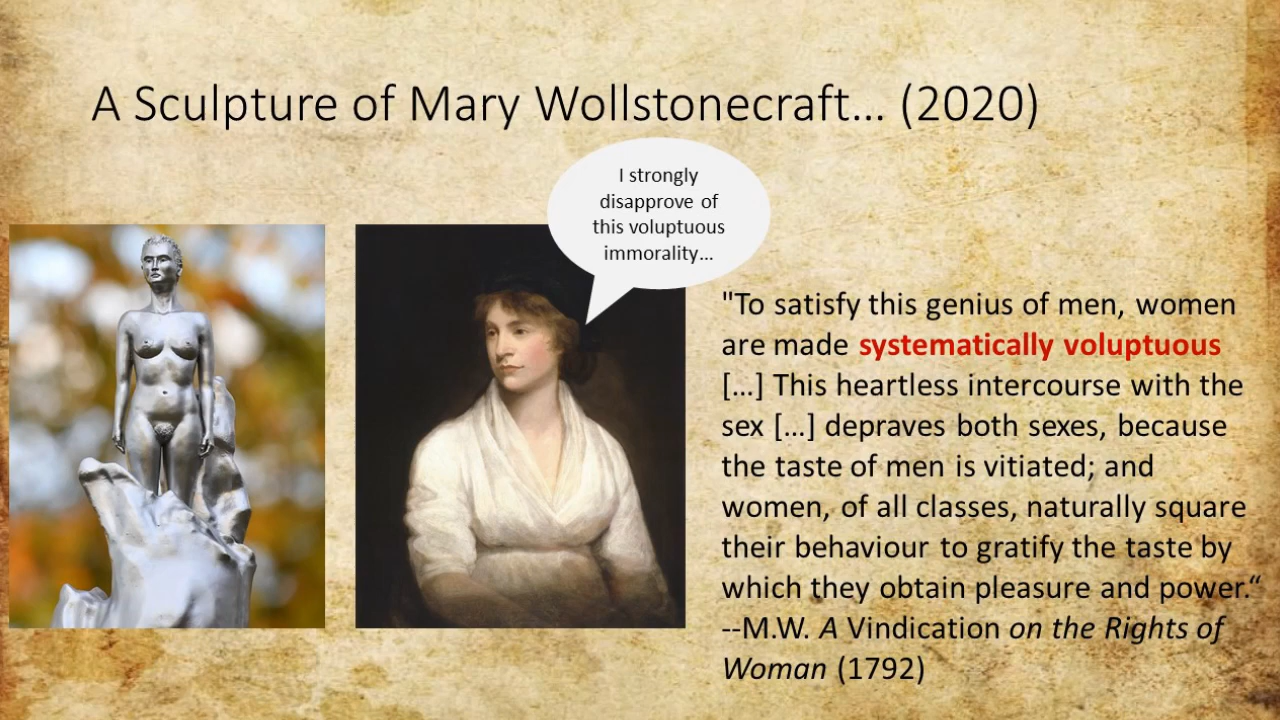 A Sculpture of Mary Wollstonecraft... (2020)
I strongly
disapprove of
this voluptuous
immorality...
"To satisfy this genius of men, women
are made systematically voluptuous
[...] This heartless intercourse with the
sex [...] depraves both sexes, because
the taste of men is vitiated; and
women, of all classes, naturally square
their behaviour to gratify the taste by
which they obtain pleasure and power.“
--M.W. A Vindication on the Rights of
Woman (1792)